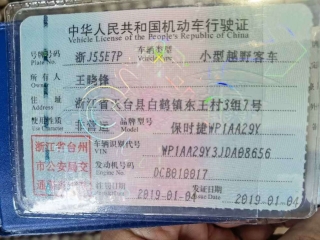 中华人民共和国机动车行驶证
Vehicle License of the People's Republic of China
号牌号码 浙J55E7P 车辆类型 小型越野客车
Plate No. Vehicle Type
所有人 王晓锋
Owner
住址 浙江省天台县白鹤镇东王村3组7号
Address
使用性质 非营运 品牌型号 保时捷WP1AA29Y
Use Character Model
浙江省台州 车辆识别代号 WP1AA29Y3JDA08656
VIN
市公安局交 发动机号码 DCB010017
Engine No.
注册日期 2019-01-04 发证日期 2019-01-04